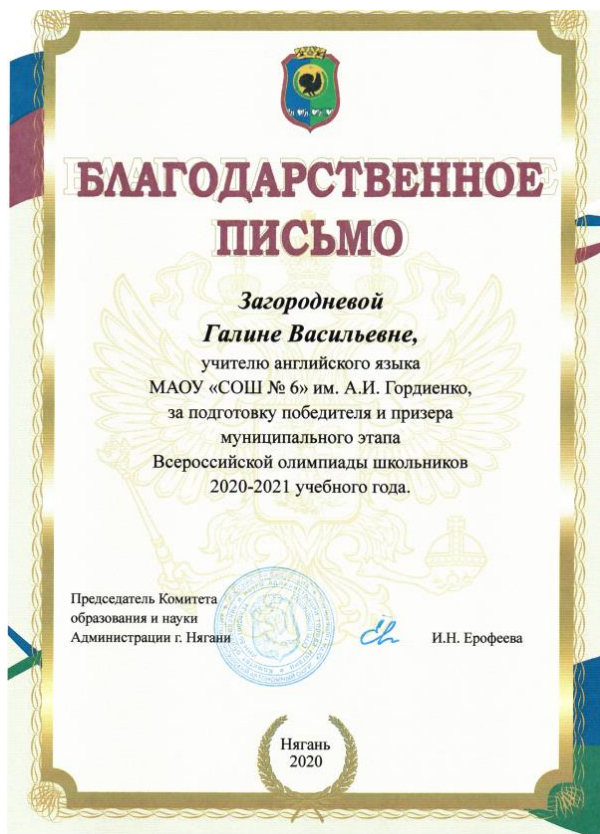 БЛАГОДАРСТВЕННОЕ
ПИСЬМО
Загородневой
Галине Васильевне,
учителю английского языка
МАОУ «СОШ № 6» им. А.И. Гордиенко,
за подготовку победителя и призера
муниципального этапа
Всероссийской олимпиады школьников
2020-2021 учебного года.
Председатель Комитета
образования и науки
Администрации г. Нягани
И.Н. Ерофеева
Нягань
2020